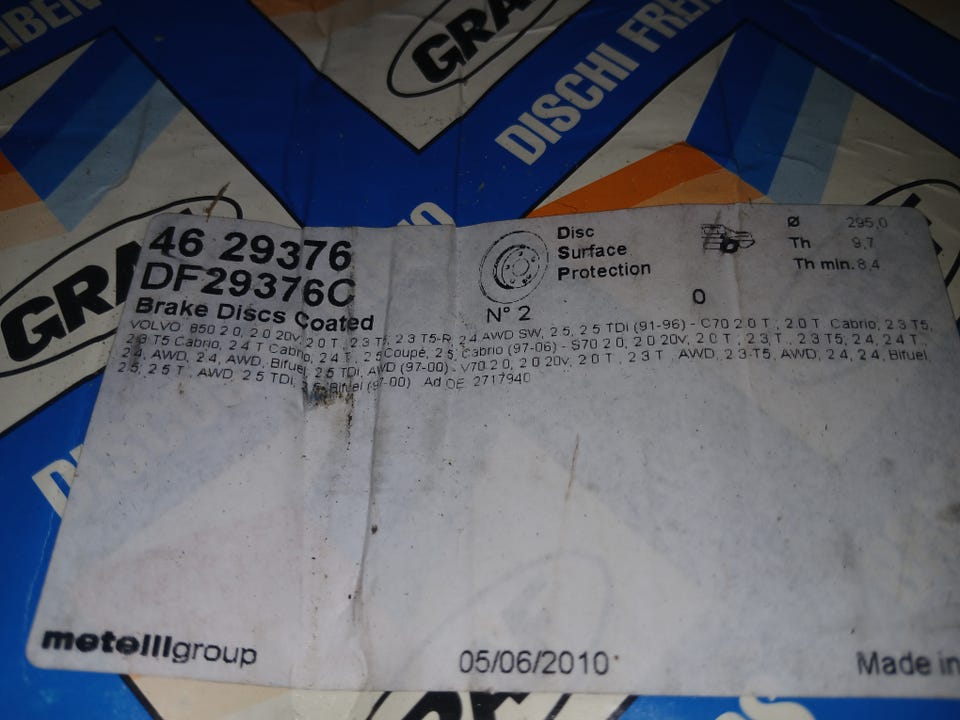 EIBEN
GRA
DISCHI FREN
GRA
NO
46 29376
DF29376C
Brake Discs Coated
Disc
Surface
Protection
N° 2
0
Ø 295,0
Th 9,7
Th min. 8,4
VOLVO 850 2.0, 2.0 20v, 2.0 T, 2.3 T5, 2.3 T5-R, 2.4 AWD SW, 2.5, 2.5 TDi (91-96) - C70 2.0 T, 2.0 T Cabrio, 2.3 T5,
2.3 T5 Cabrio, 2.4 T Cabrio, 2.4 T, 2.5 Coupé, 2.5 Cabrio (97-06) - S70 2.0, 2.0 20v, 2.0 T, 2.3 T, 2.3 T5, 2.4, 2.4 T,
2.4, AWD, 2.4, AWD, Bifuel, 2.5 TDi, AWD (97-00) - V70 2.0, 2.0 20v, 2.0 T, 2.3 T, AWD, 2.3 T5, AWD, 2.4, 2.4, Bifuel,
2.5, 2.5 T, AWD, 2.5 TDi, Bifuel (97-00) Ad.OE. 2717940
metelligroup
05/06/2010
Made in